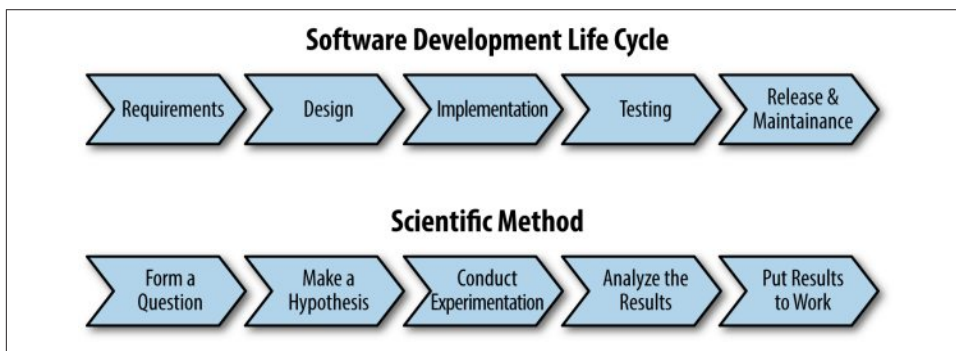 Software Development Life Cycle
Requirements
Design
Implementation
Testing
Release &
Maintainance
Scientific Method
Form a
Question
Make a
Hypothesis
Conduct
Experimentation
Analyze the
Results
Put Results
to Work